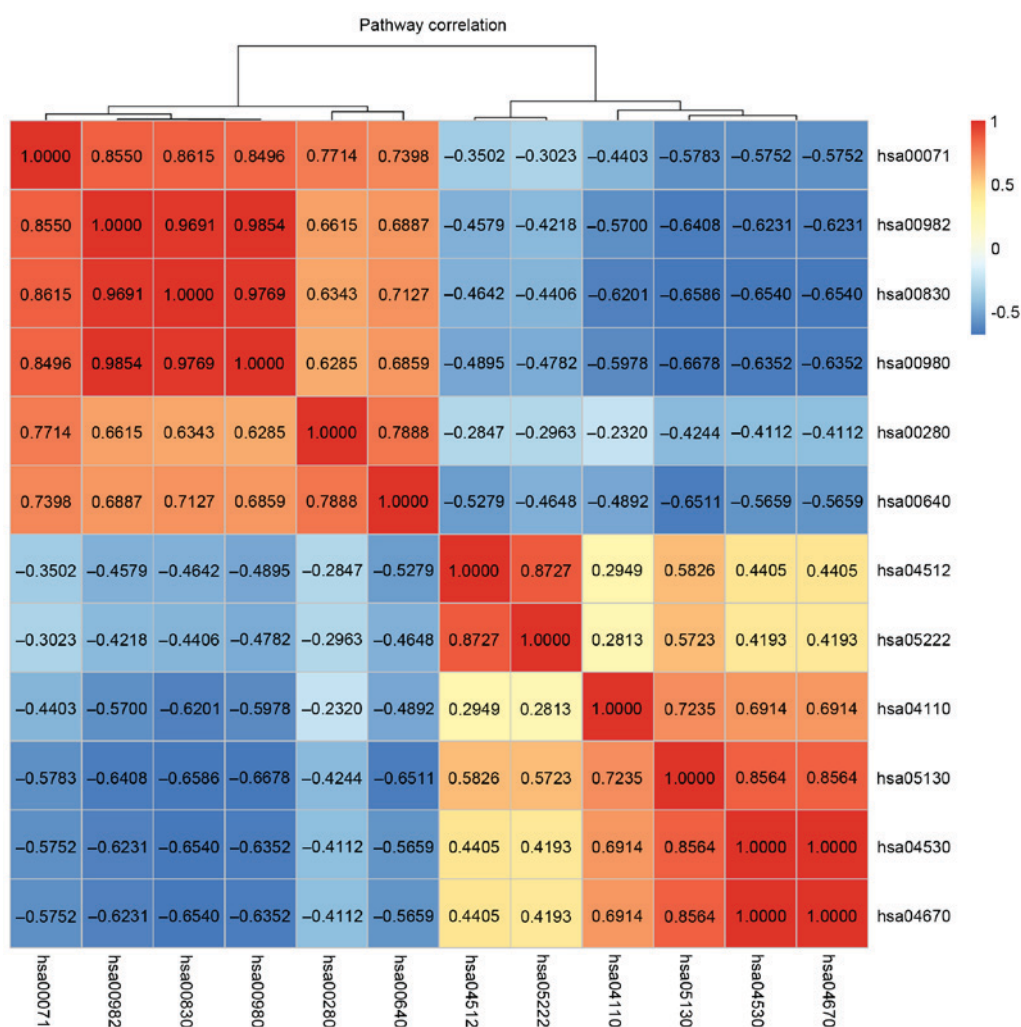 Pathway correlation
1.0000 0.8550 0.8615 0.8496 0.7714 0.7398 −0.3502 −0.3023 −0.4403 −0.5783 −0.5752 −0.5752 hsa00071
0.8550 1.0000 0.9691 0.9854 0.6615 0.6887 −0.4579 −0.4218 −0.5700 −0.6408 −0.6231 −0.6231 hsa00982
0.8615 0.9691 1.0000 0.9769 0.6343 0.7127 −0.4642 −0.4406 −0.6201 −0.6586 −0.6540 −0.6540 hsa00830
0.8496 0.9854 0.9769 1.0000 0.6285 0.6859 −0.4895 −0.4782 −0.5978 −0.6678 −0.6352 −0.6352 hsa00980
0.7714 0.6615 0.6343 0.6285 1.0000 0.7888 −0.2847 −0.2963 −0.2320 −0.4244 −0.4112 −0.4112 hsa00280
0.7398 0.6887 0.7127 0.6859 0.7888 1.0000 −0.5279 −0.4648 −0.4892 −0.6511 −0.5659 −0.5659 hsa00640
−0.3502 −0.4579 −0.4642 −0.4895 −0.2847 −0.5279 1.0000 0.8727 0.2949 0.5826 0.4405 0.4405 hsa04512
−0.3023 −0.4218 −0.4406 −0.4782 −0.2963 −0.4648 0.8727 1.0000 0.2813 0.5723 0.4193 0.4193 hsa05222
−0.4403 −0.5700 −0.6201 −0.5978 −0.2320 −0.4892 0.2949 0.2813 1.0000 0.7235 0.6914 0.6914 hsa04110
−0.5783 −0.6408 −0.6586 −0.6678 −0.4244 −0.6511 0.5826 0.5723 0.7235 1.0000 0.8564 0.8564 hsa05130
−0.5752 −0.6231 −0.6540 −0.6352 −0.4112 −0.5659 0.4405 0.4193 0.6914 0.8564 1.0000 1.0000 hsa04530
−0.5752 −0.6231 −0.6540 −0.6352 −0.4112 −0.5659 0.4405 0.4193 0.6914 0.8564 1.0000 1.0000 hsa04670
hsa00071
hsa00982
hsa00830
hsa00980
hsa00280
hsa00640
hsa04512
hsa05222
hsa04110
hsa05130
hsa04530
hsa04670
1
0.5
0
-0.5